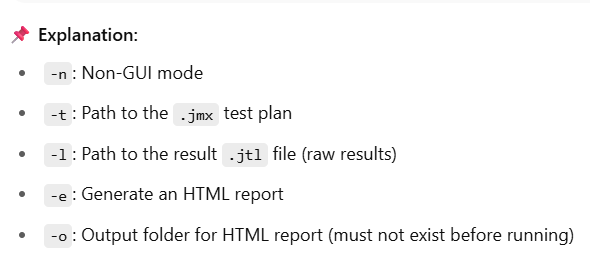 📌 Explanation:
• -n: Non-GUI mode
• -t: Path to the .jmx test plan
• -l: Path to the result .jtl file (raw results)
• -e: Generate an HTML report
• -o: Output folder for HTML report (must not exist before running)